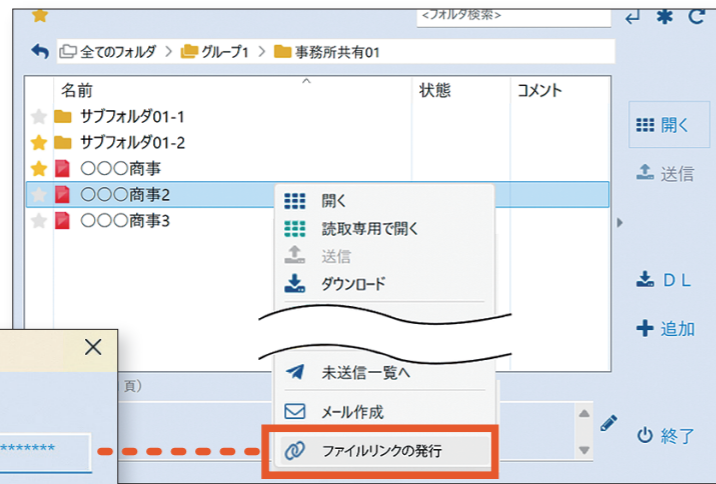 <フォルダ検索>
全てのフォルダ > グループ1 > 事務所共有01
名前 状態 コメント
サブフォルダ01-1
サブフォルダ01-2
○○○商事
○○○商事2
○○○商事3
開く
読取専用で開く
送信
ダウンロード
未送信一覧へ
メール作成
ファイルリンクの発行
開く
送信
DL
追加
終了
頁)
*******